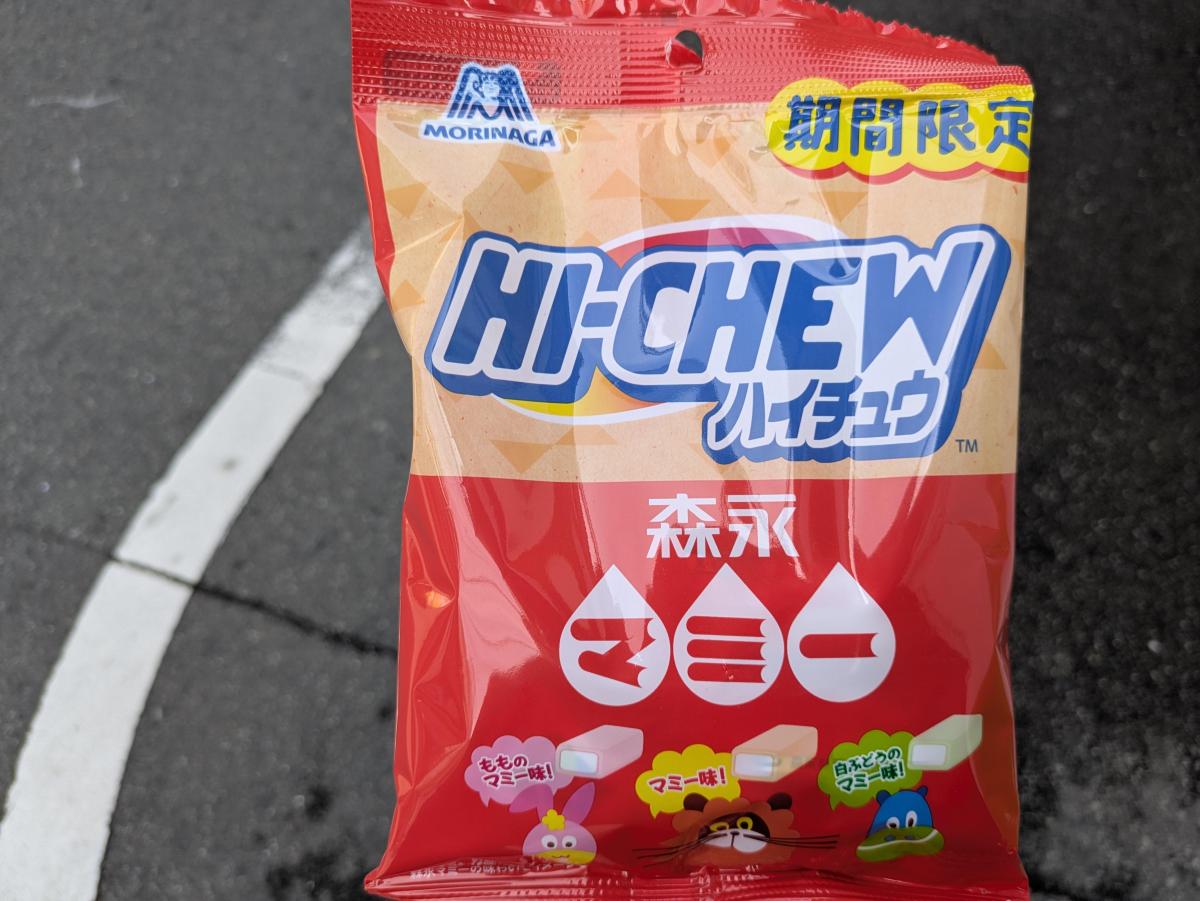 MORINAGA
期間限定
HI-CHEW
ハイチュウ
TM
森永
マミー
ももの
マミー味!
マミー味!
白ぶどうの
マミー味!